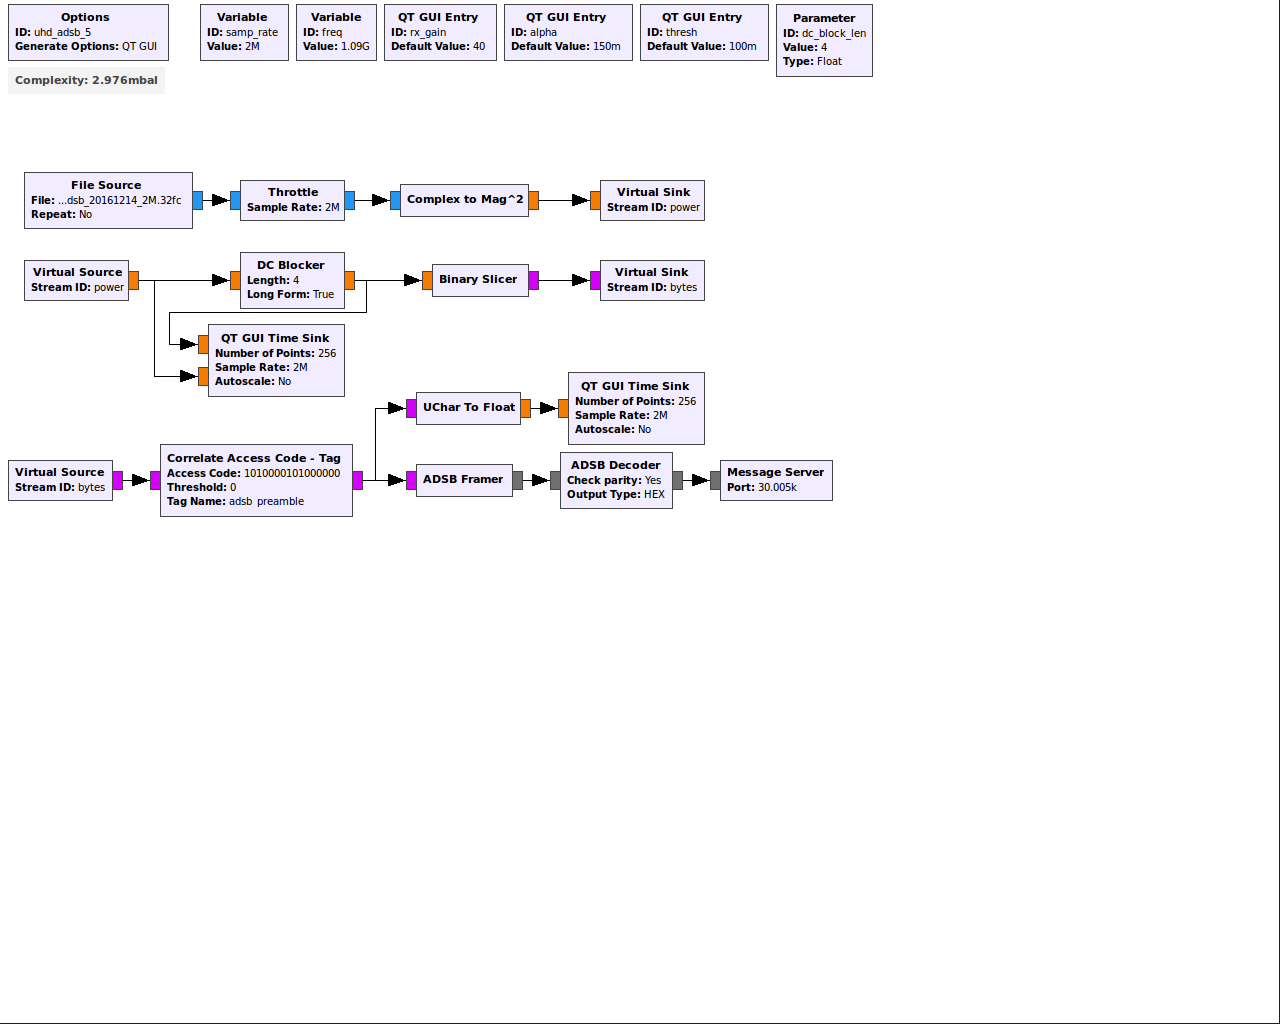 Options
ID: uhd_adsb_5
Generate Options: QT GUI
Variable
ID: samp_rate
Value: 2M
Variable
ID: freq
Value: 1.09G
QT GUI Entry
ID: rx_gain
Default Value: 40
QT GUI Entry
ID: alpha
Default Value: 150m
QT GUI Entry
ID: thresh
Default Value: 100m
Parameter
ID: dc_block_len
Value: 4
Type: Float
Complexity: 2.976mbal
File Source
File: ...dsb_20161214_2M.32fc
Repeat: No
Throttle
Sample Rate: 2M
Complex to Mag^2
Virtual Sink
Stream ID: power
Virtual Source
Stream ID: power
DC Blocker
Length: 4
Long Form: True
Binary Slicer
Virtual Sink
Stream ID: bytes
QT GUI Time Sink
Number of Points: 256
Sample Rate: 2M
Autoscale: No
UChar To Float
QT GUI Time Sink
Number of Points: 256
Sample Rate: 2M
Autoscale: No
Virtual Source
Stream ID: bytes
Correlate Access Code - Tag
Access Code: 1010000101000000
Threshold: 0
Tag Name: adsb_preamble
ADSB Framer
ADSB Decoder
Check parity: Yes
Output Type: HEX
Message Server
Port: 30.005k